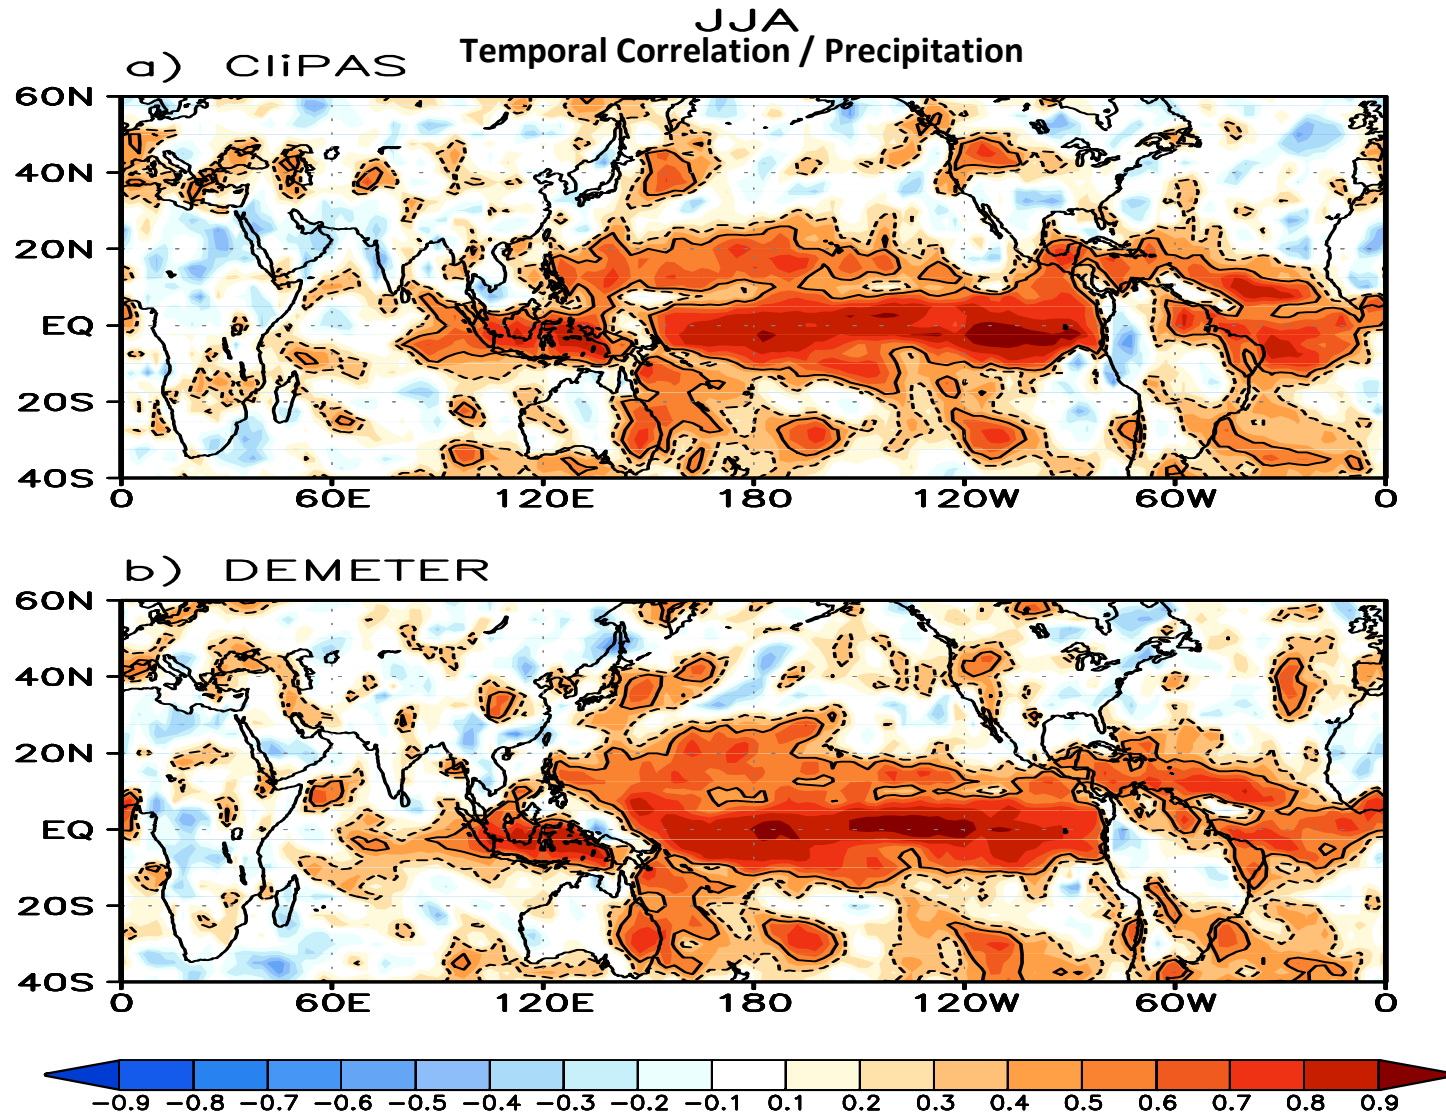 JJA
Temporal Correlation / Precipitation
a) CliPAS
60N
40N
20N
EQ
20S
40S
0 60E 120E 180 120W 60W 0
b) DEMETER
60N
40N
20N
EQ
20S
40S
0 60E 120E 180 120W 60W 0
−0.9 −0.8 −0.7 −0.6 −0.5 −0.4 −0.3 −0.2 −0.1 0.1 0.2 0.3 0.4 0.5 0.6 0.7 0.8 0.9